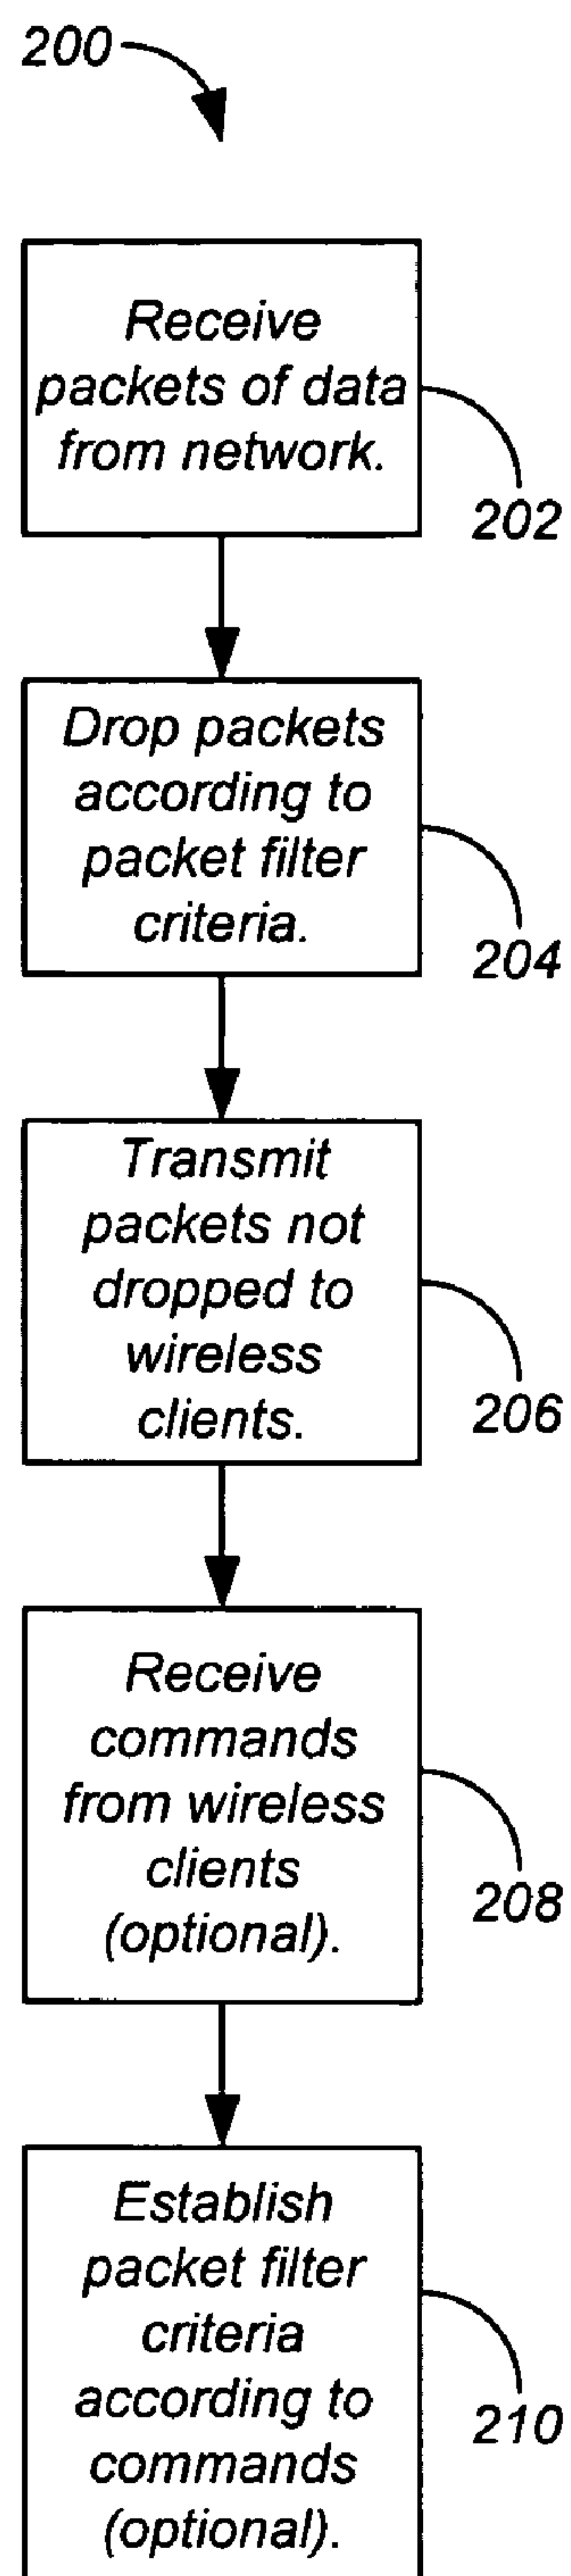 200
Receive
packets of data
from network.
202
Drop packets
according to
packet filter
criteria.
204
Transmit
packets not
dropped to
wireless
clients.
206
Receive
commands
from wireless
clients
(optional).
208
Establish
packet filter
criteria
according to
commands
(optional).
210